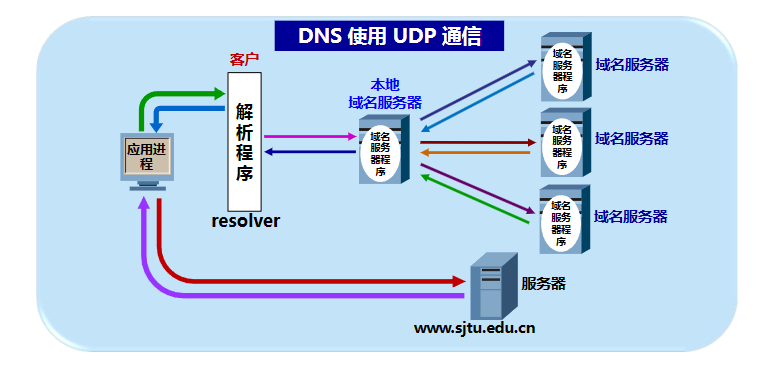 DNS 使用 UDP 通信
客户
解
析
程
序
resolver
应用进
程
本地
域名服务器
域名
服务
器程
序
域名
服务
器程
序
域名服务器
域名
服务
器程
序
域名服务器
域名
服务
器程
序
域名服务器
服务器
www.sjtu.edu.cn